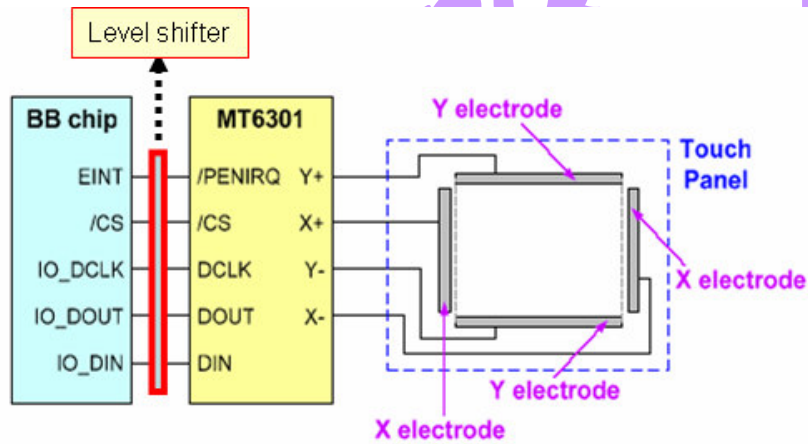 Level shifter
BB chip
EINT
/CS
IO_DCLK
IO_DOUT
IO_DIN
MT6301
/PENIRQ Y+
/CS X+
DCLK Y-
DOUT X-
DIN
Y electrode
Touch
Panel
X electrode
Y electrode
X electrode